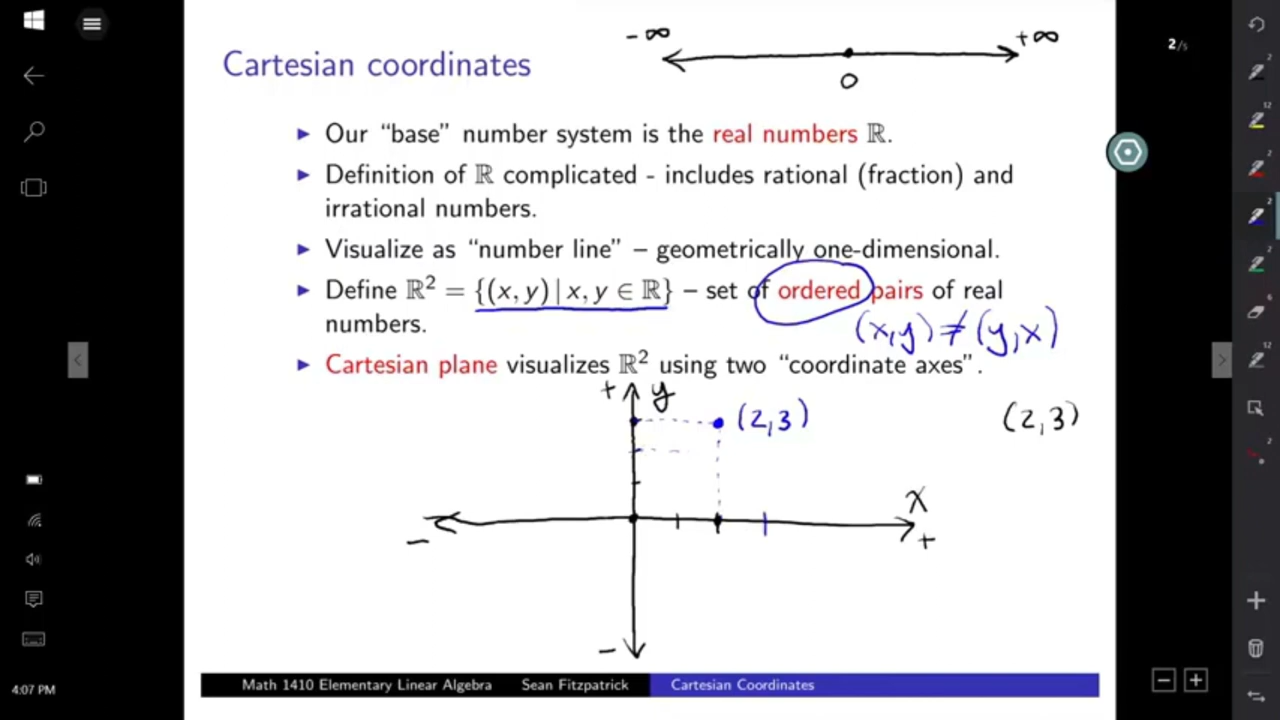 2/5
-∞ +∞
0
Cartesian coordinates
▶ Our “base” number system is the real numbers ℝ.
▶ Definition of ℝ complicated - includes rational (fraction) and
irrational numbers.
▶ Visualize as “number line” – geometrically one-dimensional.
▶ Define ℝ² = {(x, y) | x, y ∈ ℝ} – set of ordered pairs of real
numbers.
(x,y) ≠ (y,x)
▶ Cartesian plane visualizes ℝ² using two “coordinate axes”.
+ y
(2,3) (2,3)
x
- +
-
Math 1410 Elementary Linear Algebra Sean Fitzpatrick Cartesian Coordinates
4:07 PM